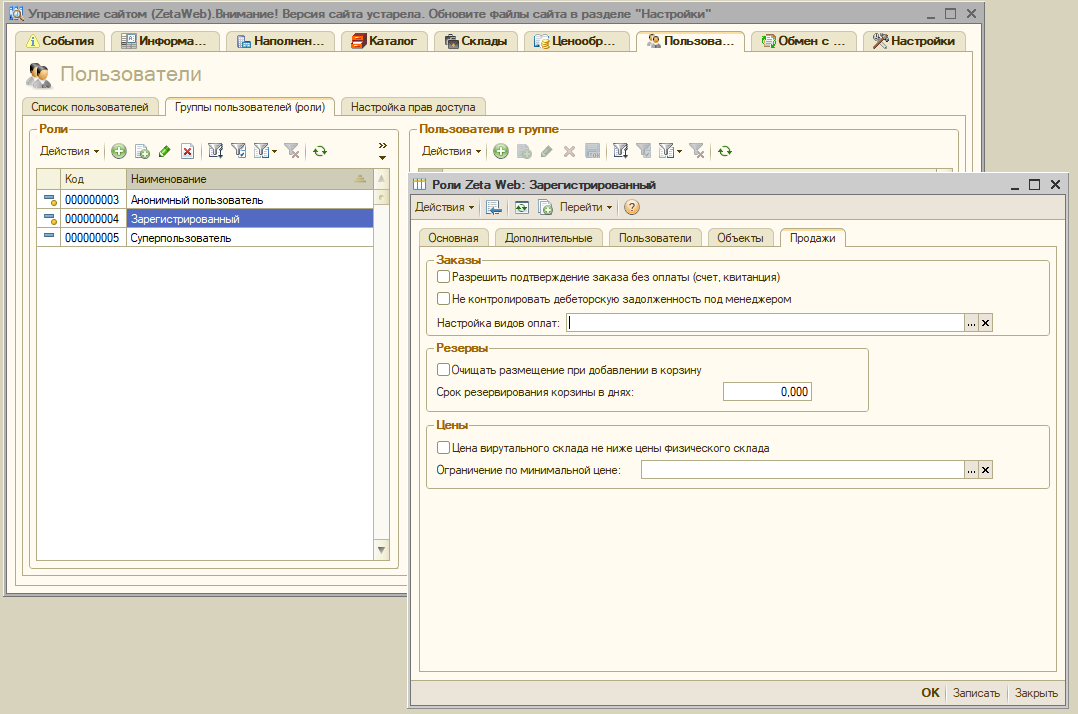 Управление сайтом (ZetaWeb).Внимание! Версия сайта устарела. Обновите файлы сайта в разделе "Настройки"
События Информа... Наполнен... Каталог Склады Ценообр... Пользова... Обмен с ... Настройки
Пользователи
Список пользователей Группы пользователей (роли) Настройка прав доступа
Роли
Действия
Код Наименование
000000003 Анонимный пользователь
000000004 Зарегистрированный
000000005 Суперпользователь
Пользователи в группе
Действия
Роли Zeta Web: Зарегистрированный
Действия Перейти
Основная Дополнительные Пользователи Объекты Продажи
Заказы
Разрешить подтверждение заказа без оплаты (счет, квитанция)
Не контролировать дебеторскую задолженность под менеджером
Настройка видов оплат:
Резервы
Очищать размещение при добавлении в корзину
Срок резервирования корзины в днях: 0,000
Цены
Цена вирутального склада не ниже цены физического склада
Ограничение по минимальной цене:
OK Записать Закрыть